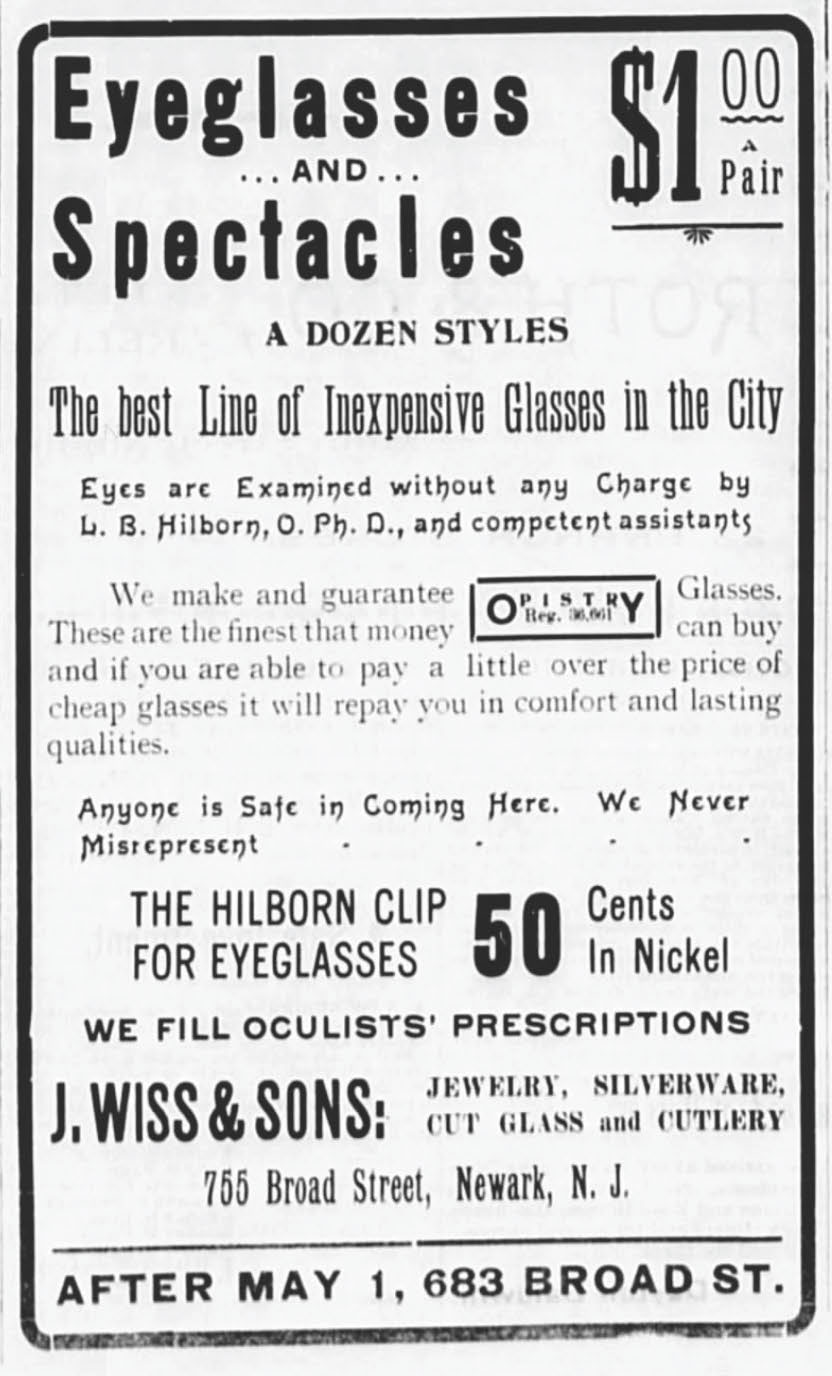 Eyeglasses
...AND...
Spectacles
$1 00
A
Pair
A DOZEN STYLES
The best Line of Inexpensive Glasses in the City
Eyes are Examined without any Charge by
L. B. Hilborn, O. Ph. D., and competent assistants
We make and guarantee OPISTRY Reg. 36,661 Glasses.
These are the finest that money can buy
and if you are able to pay a little over the price of
cheap glasses it will repay you in comfort and lasting
qualities.
Anyone is Safe in Coming Here. We Never
Misrepresent . . . .
THE HILBORN CLIP 50 Cents
FOR EYEGLASSES In Nickel
WE FILL OCULISTS' PRESCRIPTIONS
J. WISS & SONS: JEWELRY, SILVERWARE,
CUT GLASS and CUTLERY
755 Broad Street, Newark, N. J.
AFTER MAY 1, 683 BROAD ST.